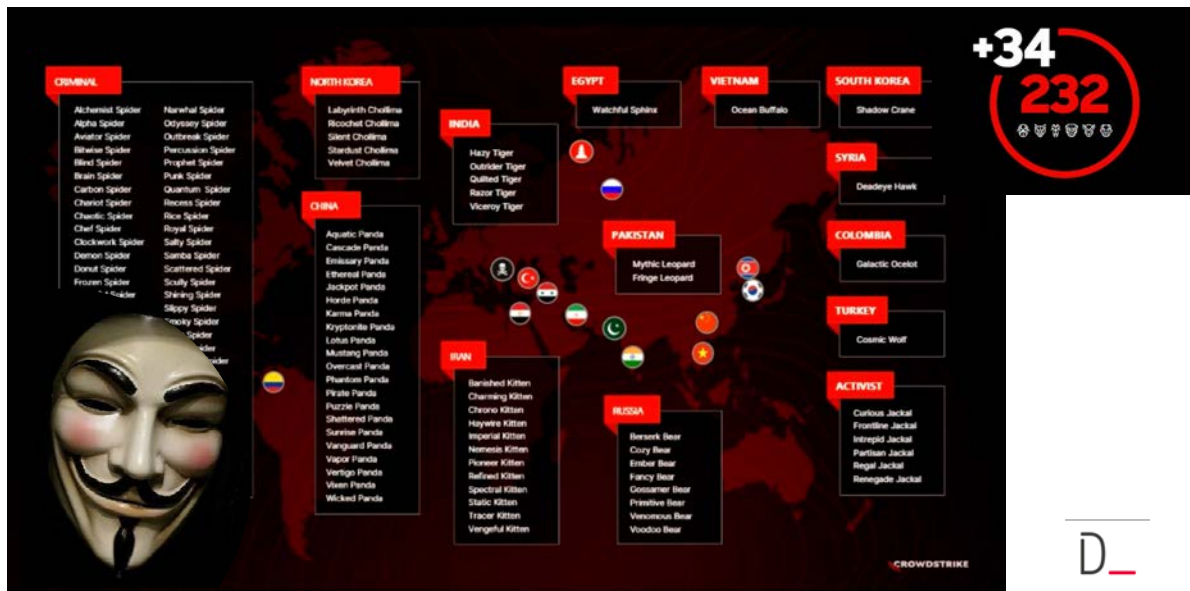 CRIMINAL
Alchemist Spider
Alpha Spider
Aviator Spider
Bitwise Spider
Blind Spider
Brain Spider
Carbon Spider
Chariot Spider
Chaotic Spider
Chef Spider
Clockwork Spider
Demon Spider
Donut Spider
Frozen Spider
Spider
Narwhal Spider
Odyssey Spider
Outbreak Spider
Percussion Spider
Prophet Spider
Punk Spider
Quantum Spider
Recess Spider
Rice Spider
Royal Spider
Salty Spider
Samba Spider
Scattered Spider
Scully Spider
Shining Spider
Slippy Spider
Smoky Spider
Spider
NORTH KOREA
Labyrinth Chollima
Ricochet Chollima
Silent Chollima
Stardust Chollima
Velvet Chollima
CHINA
Aquatic Panda
Cascade Panda
Emissary Panda
Ethereal Panda
Jackpot Panda
Horde Panda
Karma Panda
Kryptonite Panda
Lotus Panda
Mustang Panda
Overcast Panda
Phantom Panda
Pirate Panda
Puzzle Panda
Shattered Panda
Sunrise Panda
Vanguard Panda
Vapor Panda
Vertigo Panda
Vixen Panda
Wicked Panda
INDIA
Hazy Tiger
Outrider Tiger
Quilted Tiger
Razor Tiger
Viceroy Tiger
IRAN
Banished Kitten
Charming Kitten
Chrono Kitten
Haywire Kitten
Imperial Kitten
Nemesis Kitten
Pioneer Kitten
Refined Kitten
Spectral Kitten
Static Kitten
Tracer Kitten
Vengeful Kitten
EGYPT
Watchful Sphinx
PAKISTAN
Mythic Leopard
Fringe Leopard
RUSSIA
Berserk Bear
Cozy Bear
Ember Bear
Fancy Bear
Gossamer Bear
Primitive Bear
Venomous Bear
Voodoo Bear
VIETNAM
Ocean Buffalo
SOUTH KOREA
Shadow Crane
SYRIA
Deadeye Hawk
COLOMBIA
Galactic Ocelot
TURKEY
Cosmic Wolf
ACTIVIST
Curious Jackal
Frontline Jackal
Intrepid Jackal
Partisan Jackal
Regal Jackal
Renegade Jackal
+34
232
CROWDSTRIKE
D_